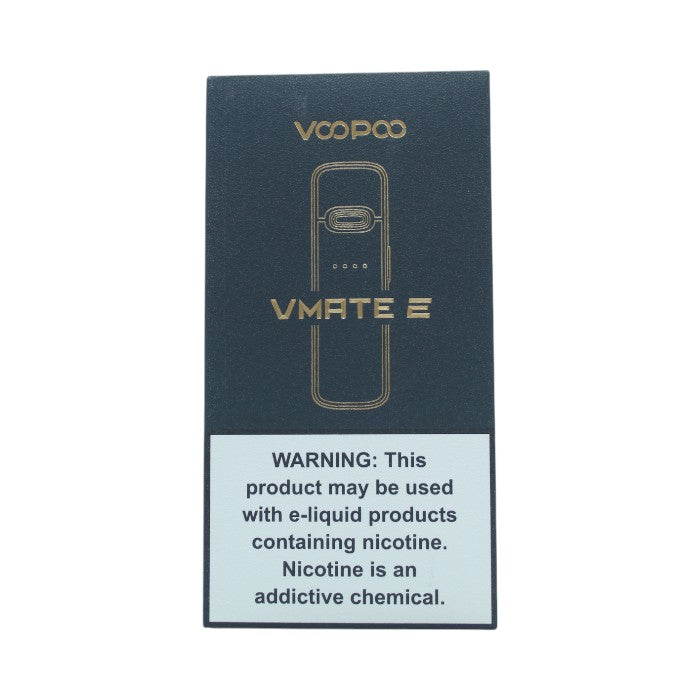 VOOPOO
VMATE E
WARNING: This
product may be used
with e-liquid products
containing nicotine.
Nicotine is an
addictive chemical.